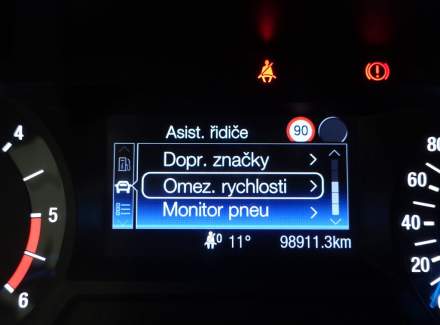 Asist. řidiče 90
Dopr. značky
Omez. rychlosti
Monitor pneu
0 11° 98911.3km
4
5
6
80
60
40
20